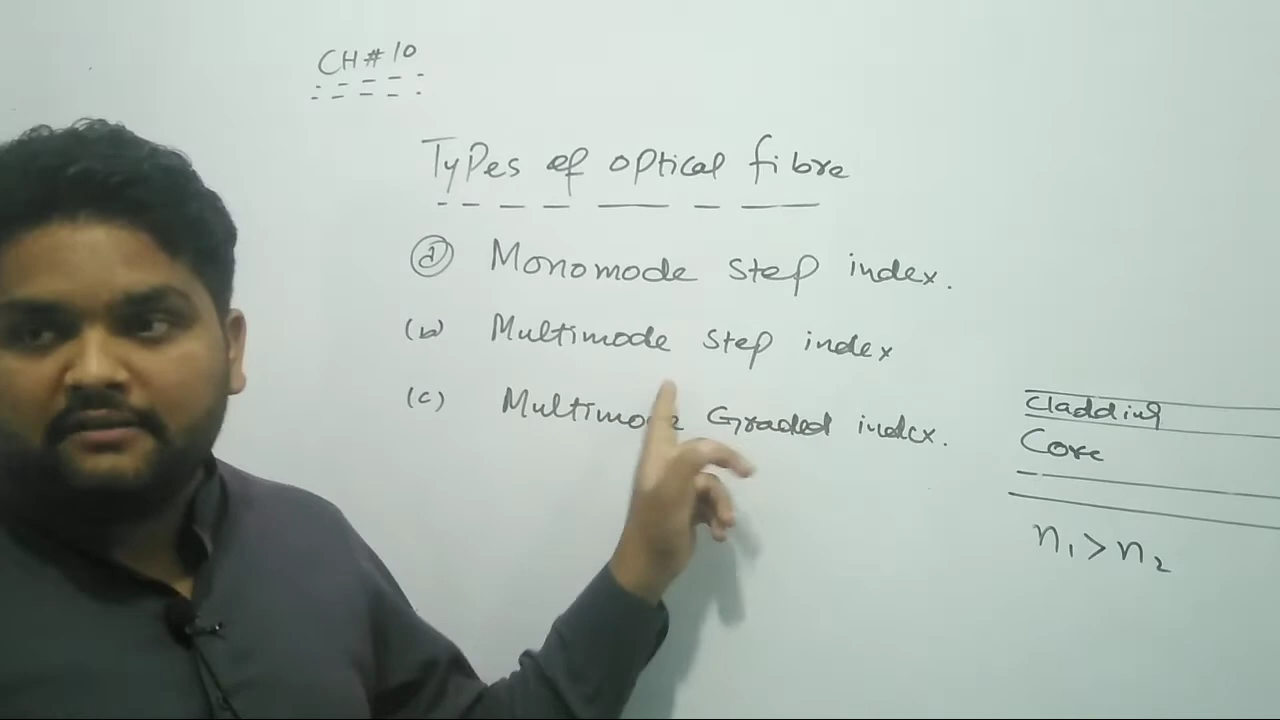 CH # 10
Types of optical fibre
(a) Monomode step index.
(b) Multimode step index
(c) Multimode Graded index.
cladding
Core
n₁ > n₂